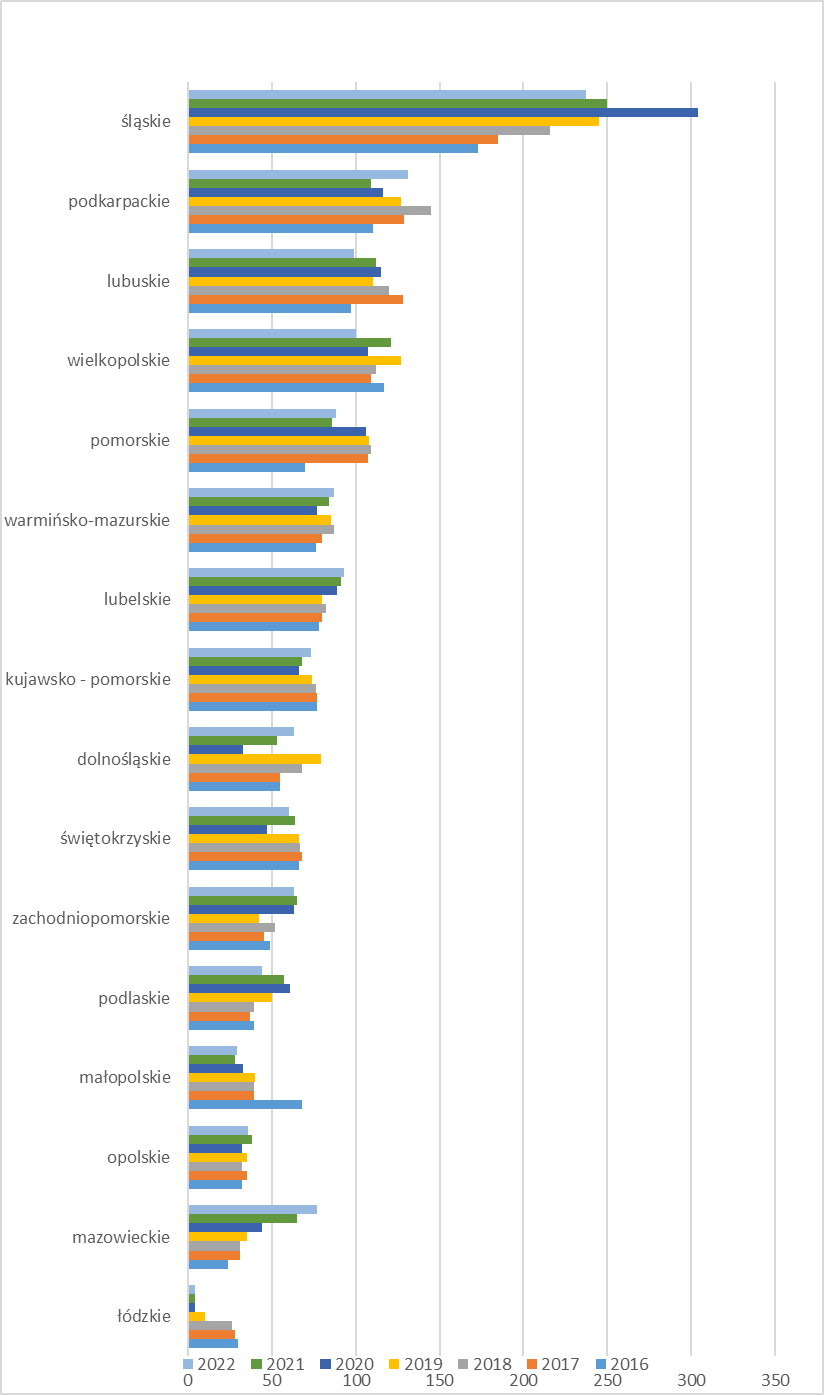 śląskie
podkarpackie
lubuskie
wielkopolskie
pomorskie
warmińsko-mazurskie
lubelskie
kujawsko - pomorskie
dolnośląskie
świętokrzyskie
zachodniopomorskie
podlaskie
małopolskie
opolskie
mazowieckie
łódzkie
2022 2021 2020 2019 2018 2017 2016
0 50 100 150 200 250 300 350